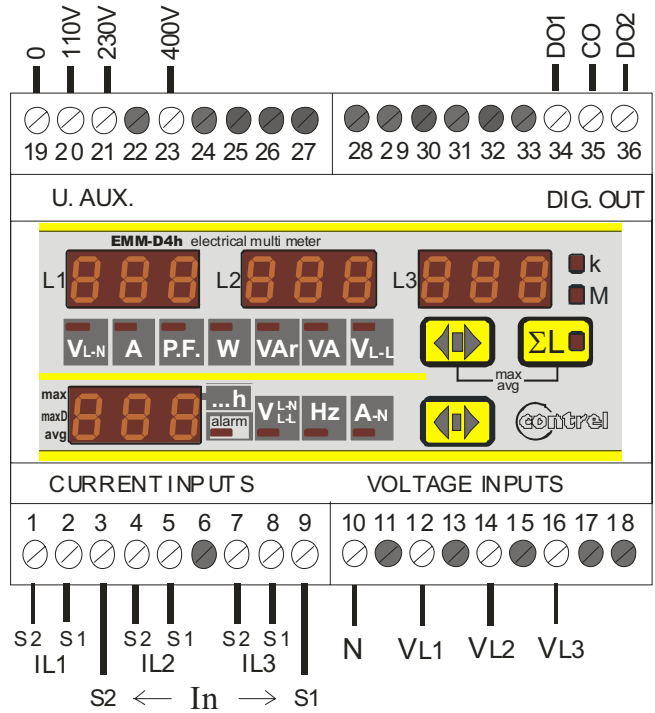 0 110V 230V 400V DO1 CO DO2
19 20 21 22 23 24 25 26 27 28 29 30 31 32 33 34 35 36
U. AUX. DIG. OUT
EMM-D4h electrical multi meter
L1 888 L2 888 L3 888 k
M
VL-N A P.F. W VAr VA VL-L ΣL
max
avg
max
maxD
avg
888 ...h
alarm
V L-N
L-L
Hz A-N
contrel
CURRENT INPUTS VOLTAGE INPUTS
1 2 3 4 5 6 7 8 9 10 11 12 13 14 15 16 17 18
S2 S1 S2 S1 S2 S1 N VL1 VL2 VL3
IL1 IL2 IL3
S2 ← In → S1